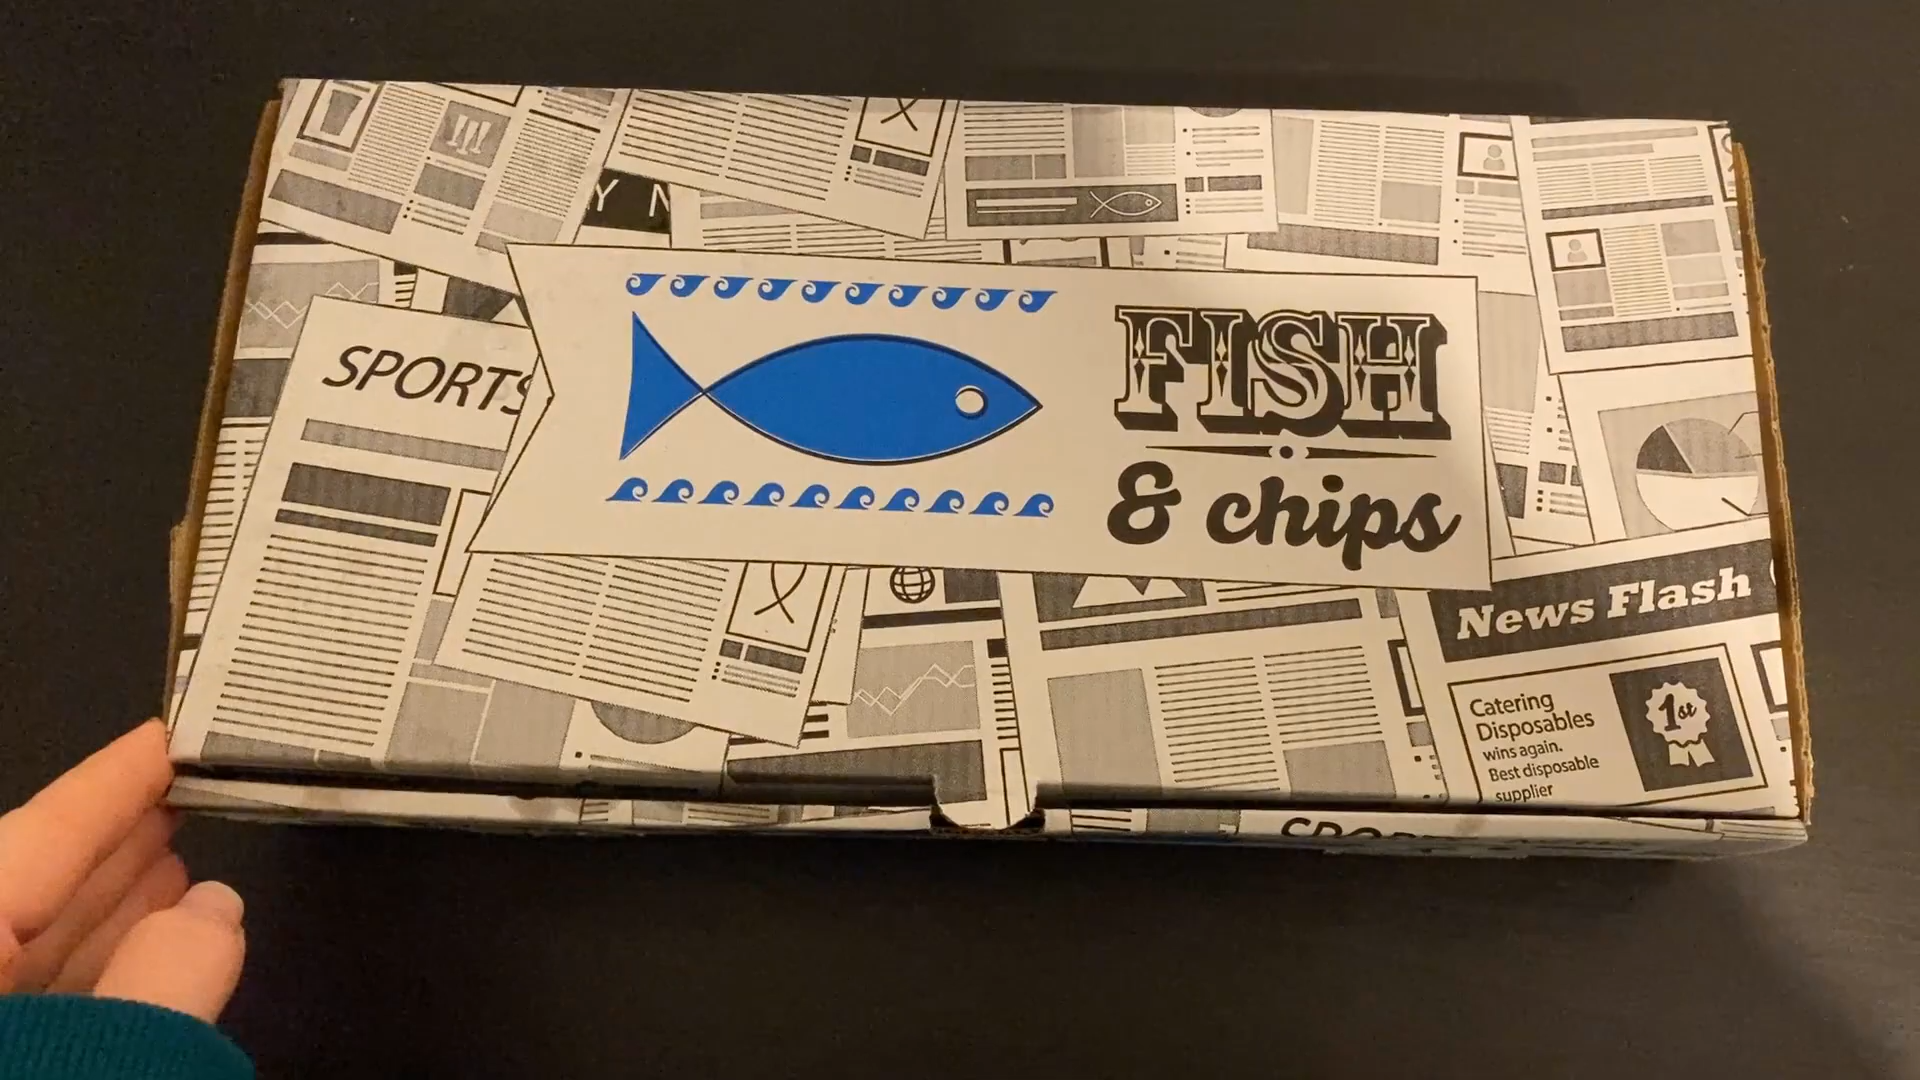 Y N
SPORTS
FISH
& chips
News Flash
Catering
Disposables
wins again.
Best disposable
supplier
1st